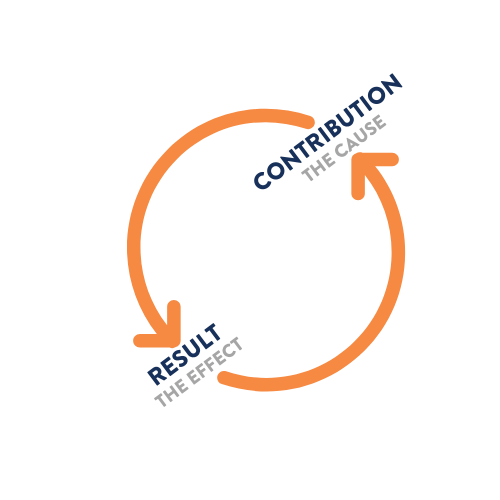 CONTRIBUTION
THE CAUSE
RESULT
THE EFFECT